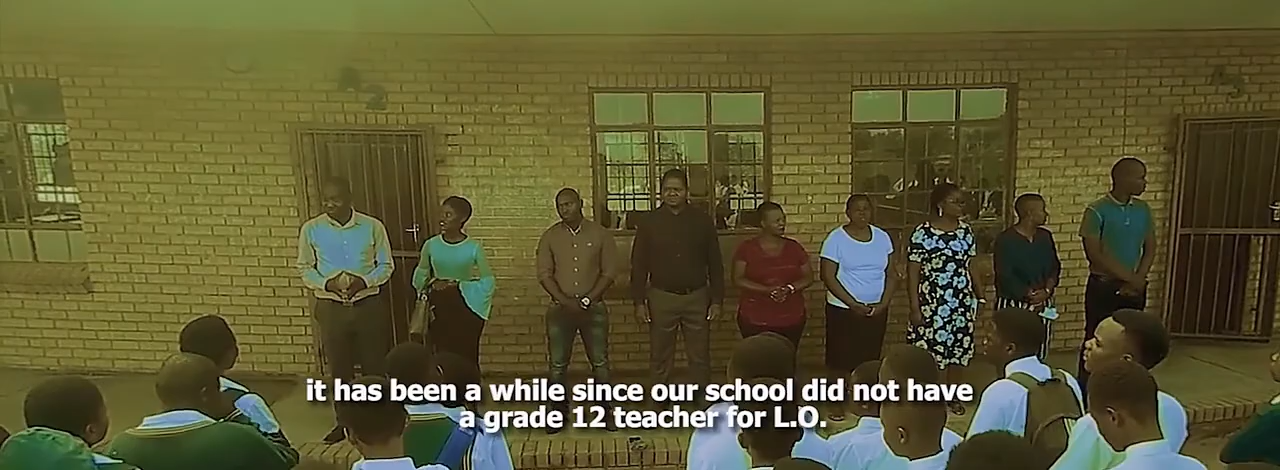 it has been a while since our school did not have
a grade 12 teacher for L.O.